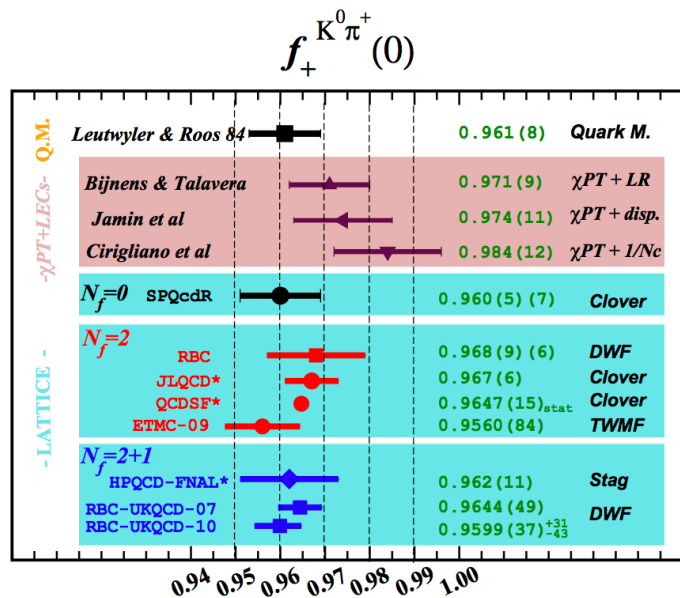 f₊^{K⁰π⁺}(0)
Q.M.
Leutwyler & Roos 84 0.961(8) Quark M.
-χPT+LECs-
Bijnens & Talavera 0.971(9) χPT + LR
Jamin et al 0.974(11) χPT + disp.
Cirigliano et al 0.984(12) χPT + 1/Nc
- LATTICE -
N_f=0 SPQcdR 0.960(5)(7) Clover
N_f=2
RBC 0.968(9)(6) DWF
JLQCD* 0.967(6) Clover
QCDSF* 0.9647(15)_{stat} Clover
ETMC-09 0.9560(84) TWMF
N_f=2+1
HPQCD-FNAL* 0.962(11) Stag
RBC-UKQCD-07 0.9644(49) DWF
RBC-UKQCD-10 0.9599(37)^{+31}_{-43}
0.94 0.95 0.96 0.97 0.98 0.99 1.00